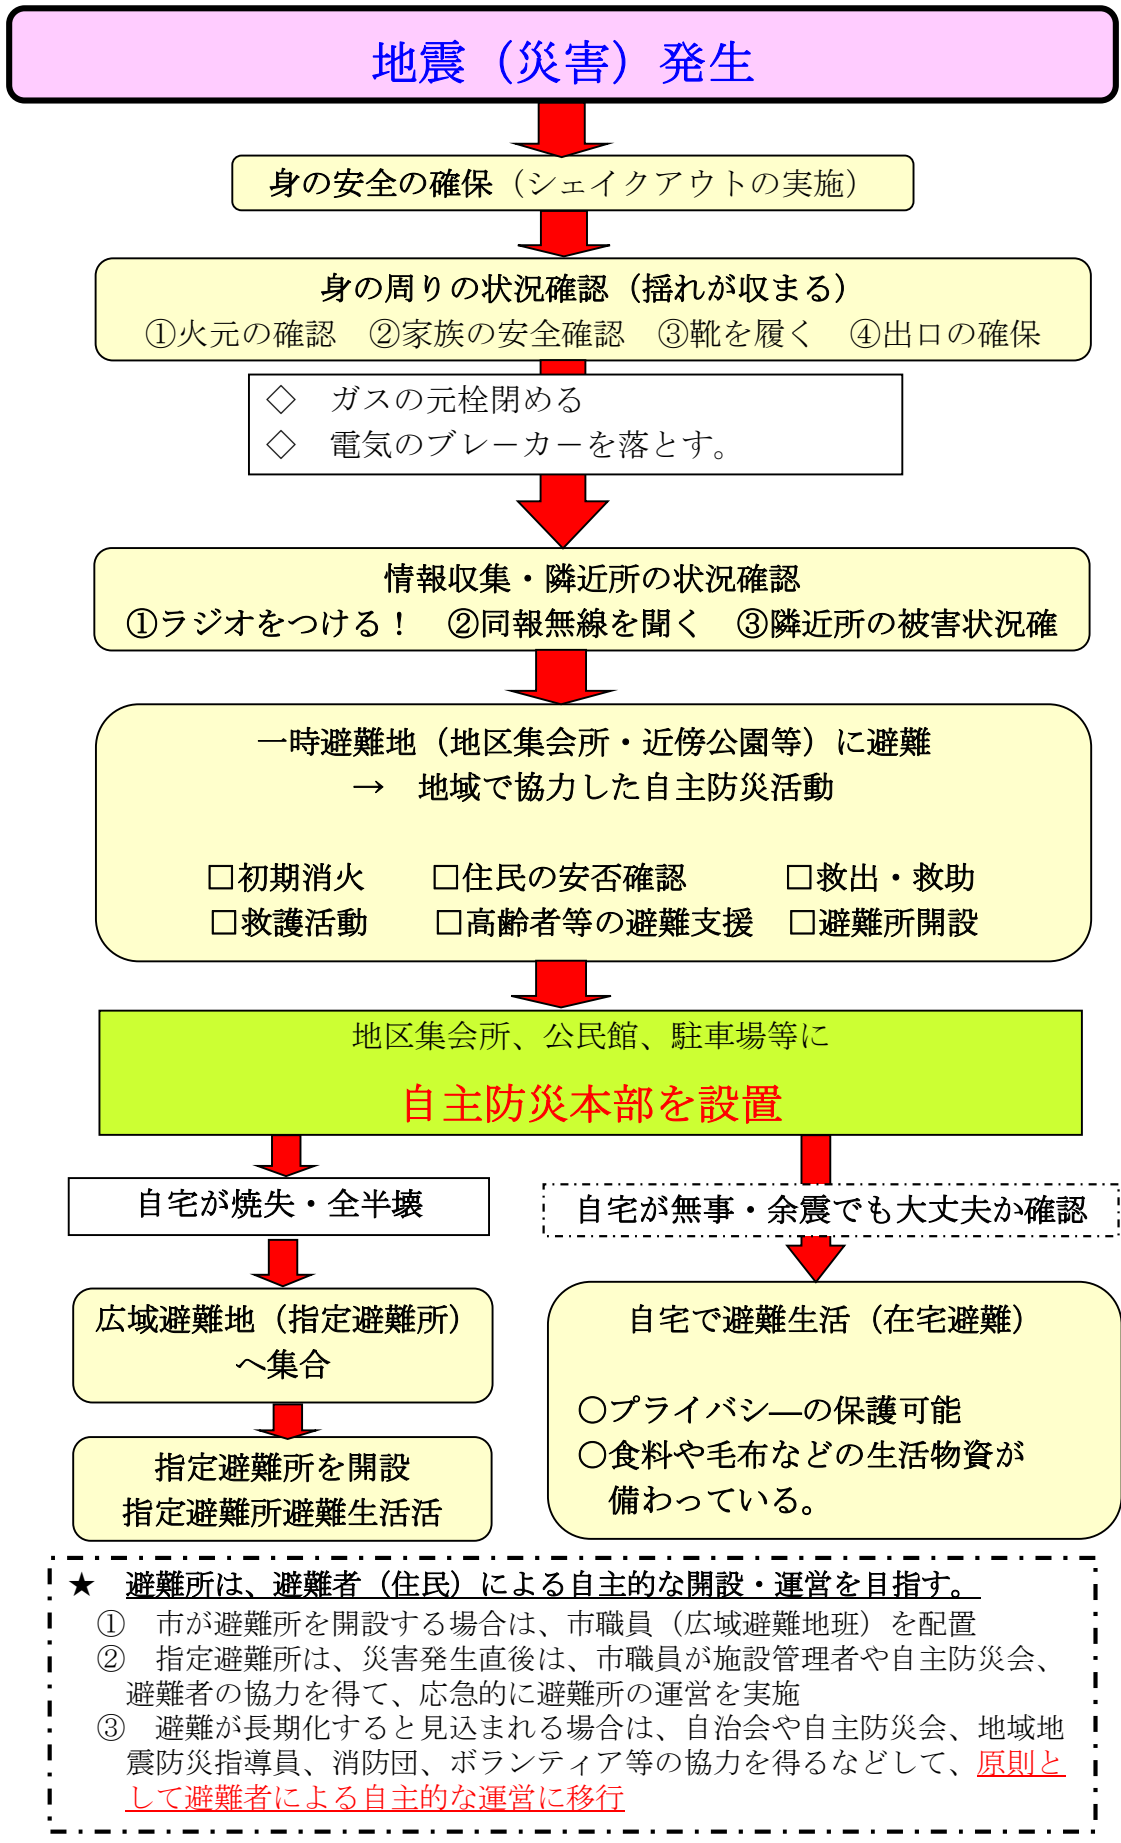 地震（災害）発生
身の安全の確保（シェイクアウトの実施）
身の周りの状況確認（揺れが収まる）
①火元の確認　②家族の安全確認　③靴を履く　④出口の確保
◇　ガスの元栓閉める
◇　電気のブレーカーを落とす。
情報収集・隣近所の状況確認
①ラジオをつける！　②同報無線を聞く　③隣近所の被害状況確
一時避難地（地区集会所・近傍公園等）に避難
→　地域で協力した自主防災活動
□初期消火　□住民の安否確認　□救出・救助
□救護活動　□高齢者等の避難支援　□避難所開設
地区集会所、公民館、駐車場等に
自主防災本部を設置
自宅が焼失・全半壊
広域避難地（指定避難所）
へ集合
指定避難所を開設
指定避難所避難生活活
自宅が無事・余震でも大丈夫か確認
自宅で避難生活（在宅避難）
○プライバシ―の保護可能
○食料や毛布などの生活物資が
備わっている。
★　避難所は、避難者（住民）による自主的な開設・運営を目指す。
①　市が避難所を開設する場合は、市職員（広域避難地班）を配置
②　指定避難所は、災害発生直後は、市職員が施設管理者や自主防災会、
避難者の協力を得て、応急的に避難所の運営を実施
③　避難が長期化すると見込まれる場合は、自治会や自主防災会、地域地
震防災指導員、消防団、ボランティア等の協力を得るなどして、原則と
して避難者による自主的な運営に移行